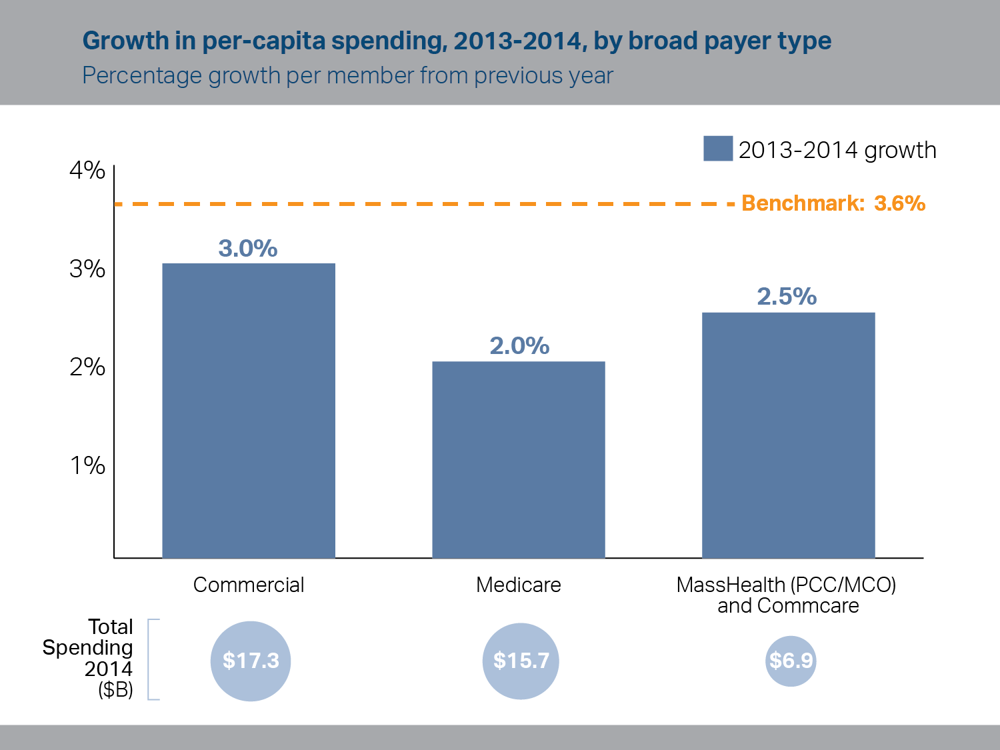 Growth in per-capita spending, 2013-2014, by broad payer type
Percentage growth per member from previous year
2013-2014 growth
4%
Benchmark: 3.6%
3.0%
3%
2.5%
2.0%
2%
1%
Commercial
Medicare
MassHealth (PCC/MCO)
and Commcare
Total
Spending
2014
($B)
$17.3
$15.7
$6.9